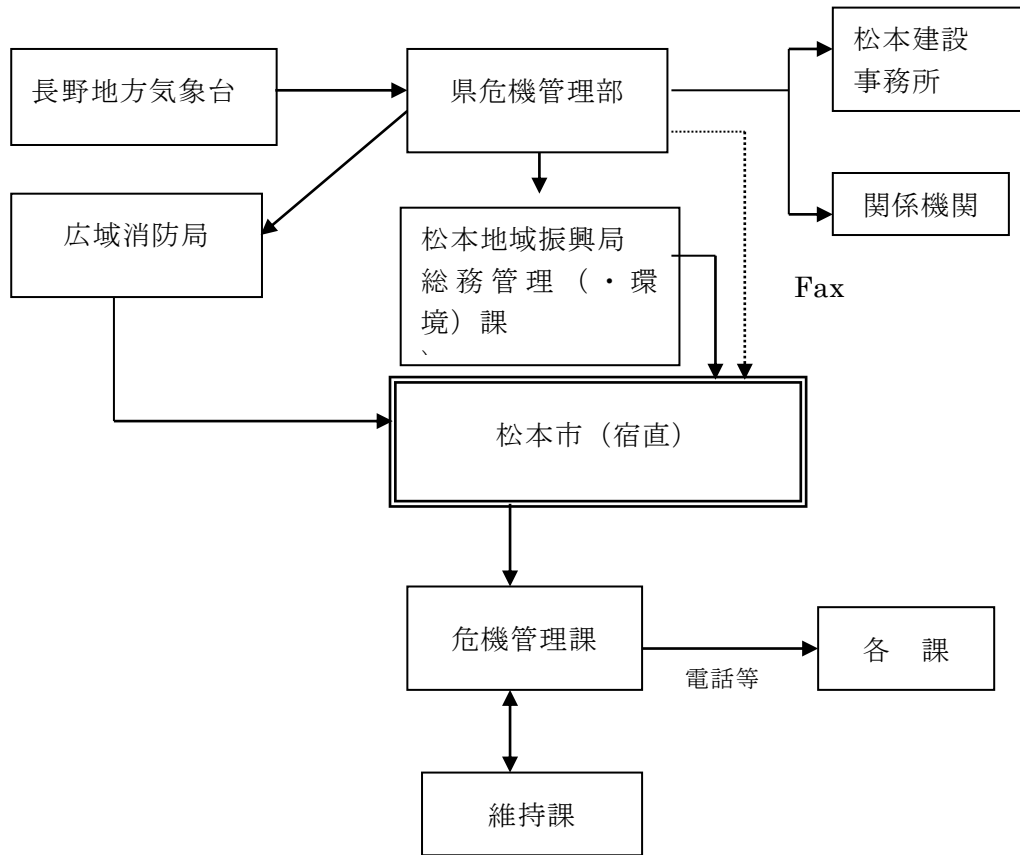 長野地方気象台
県危機管理部
松本建設
事務所
広域消防局
関係機関
松本地域振興局
総務管理（・環
境）課
、
Fax
松本市（宿直）
危機管理課
電話等
各　課
維持課